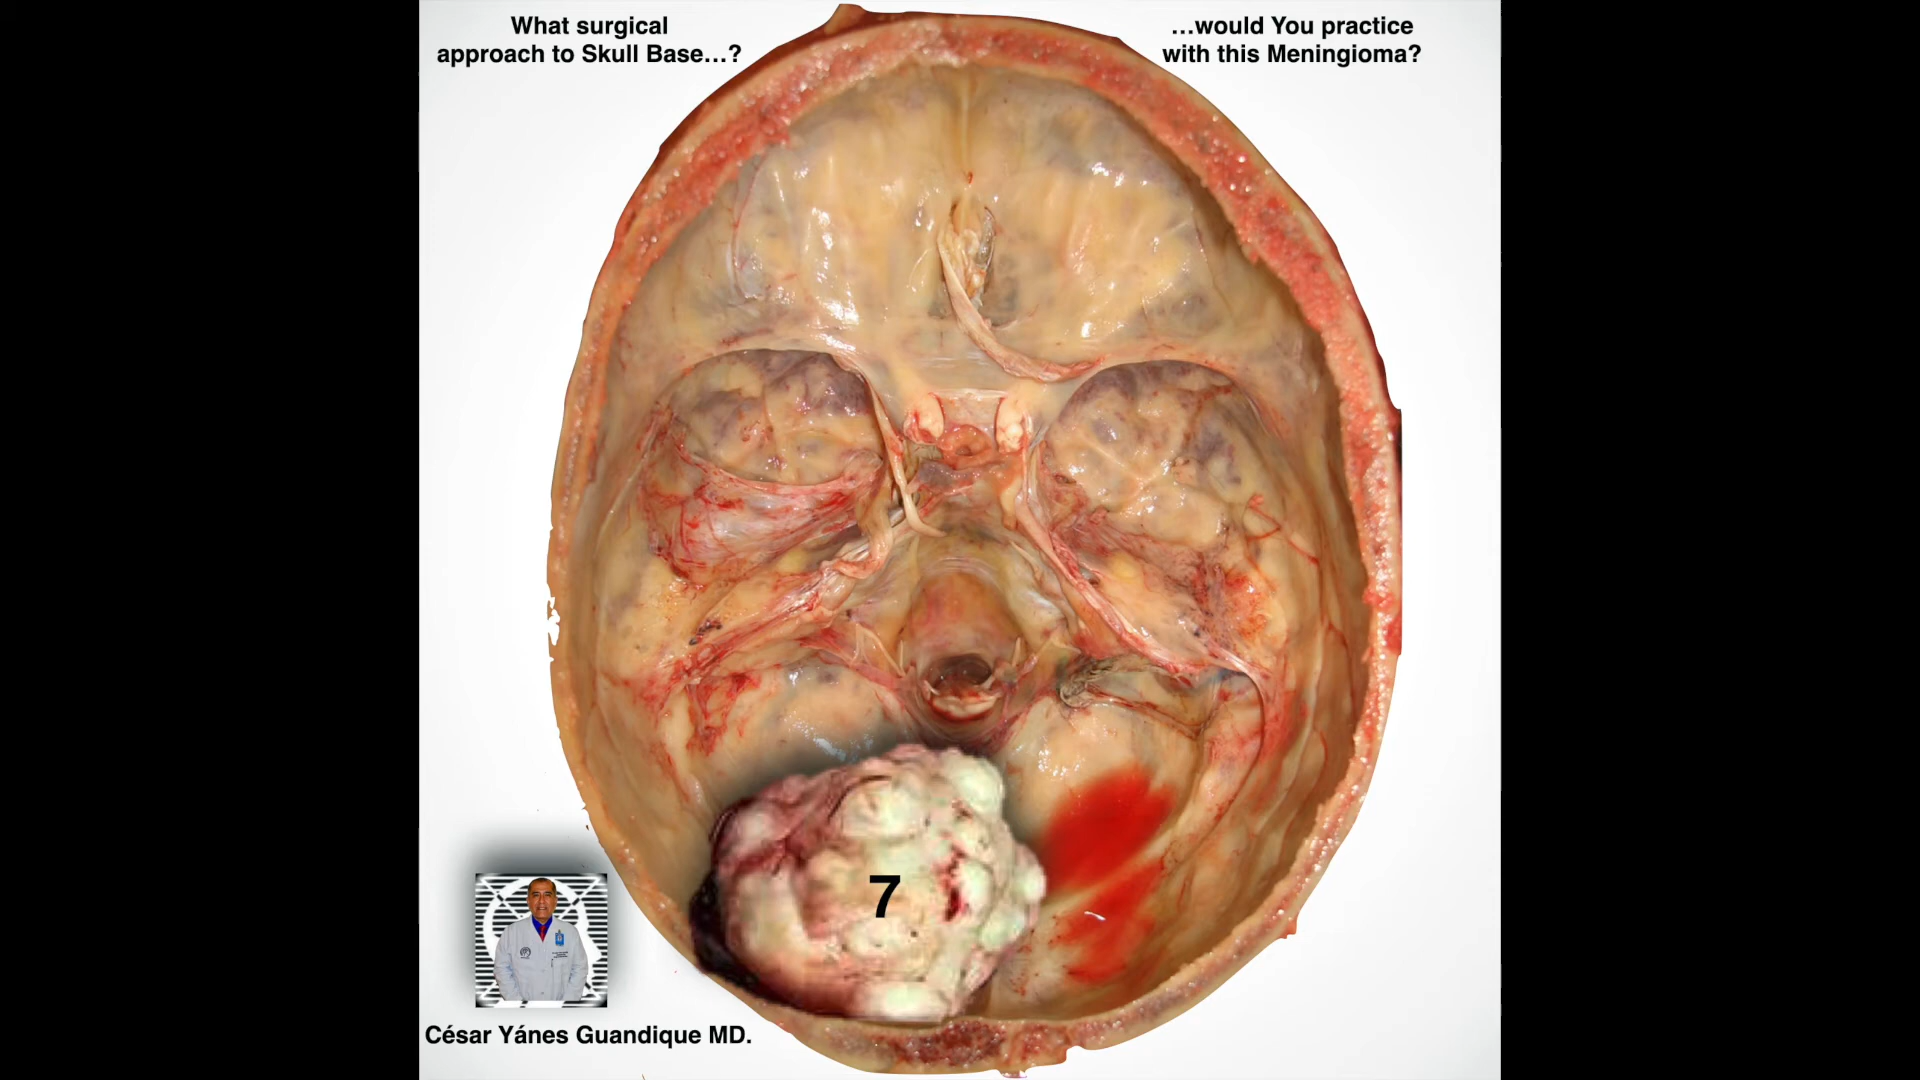 What surgical
approach to Skull Base…?
…would You practice
with this Meningioma?
7
César Yánes Guandique MD.